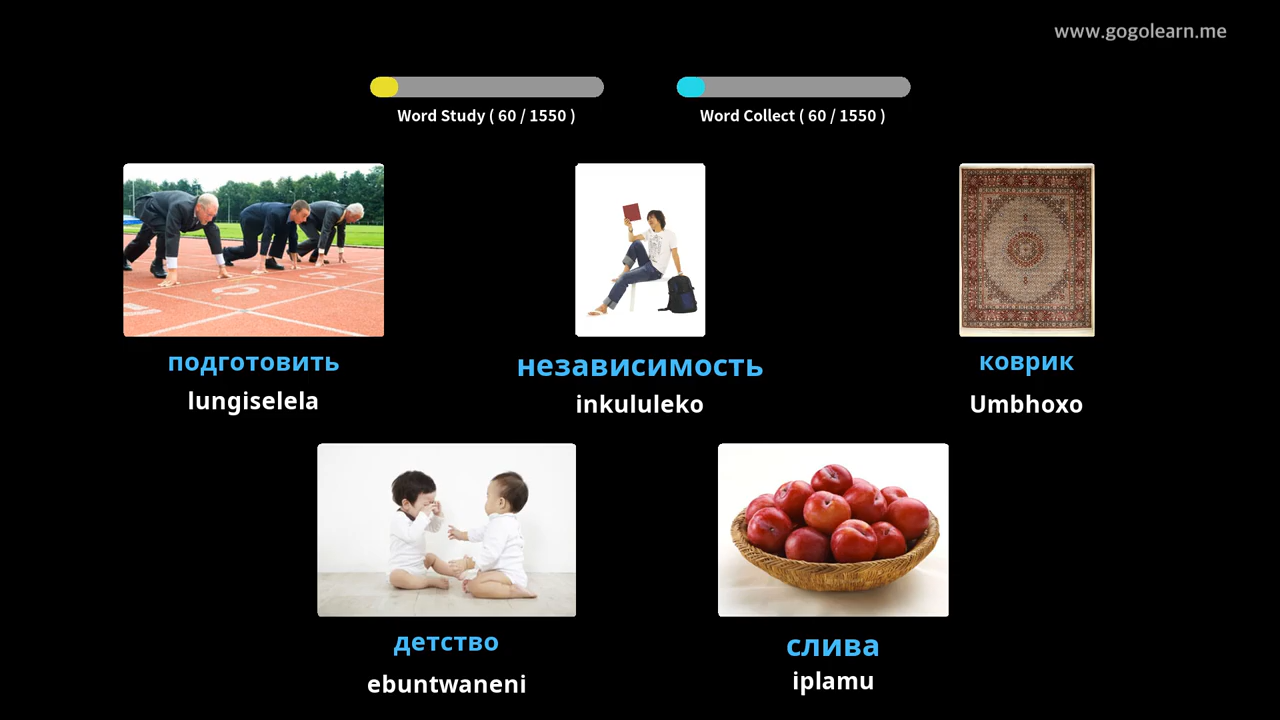 www.gogolearn.me
Word Study ( 60 / 1550 )
Word Collect ( 60 / 1550 )
подготовить
lungiselela
независимость
inkululeko
коврик
Umbhoxo
детство
ebuntwaneni
слива
iplamu